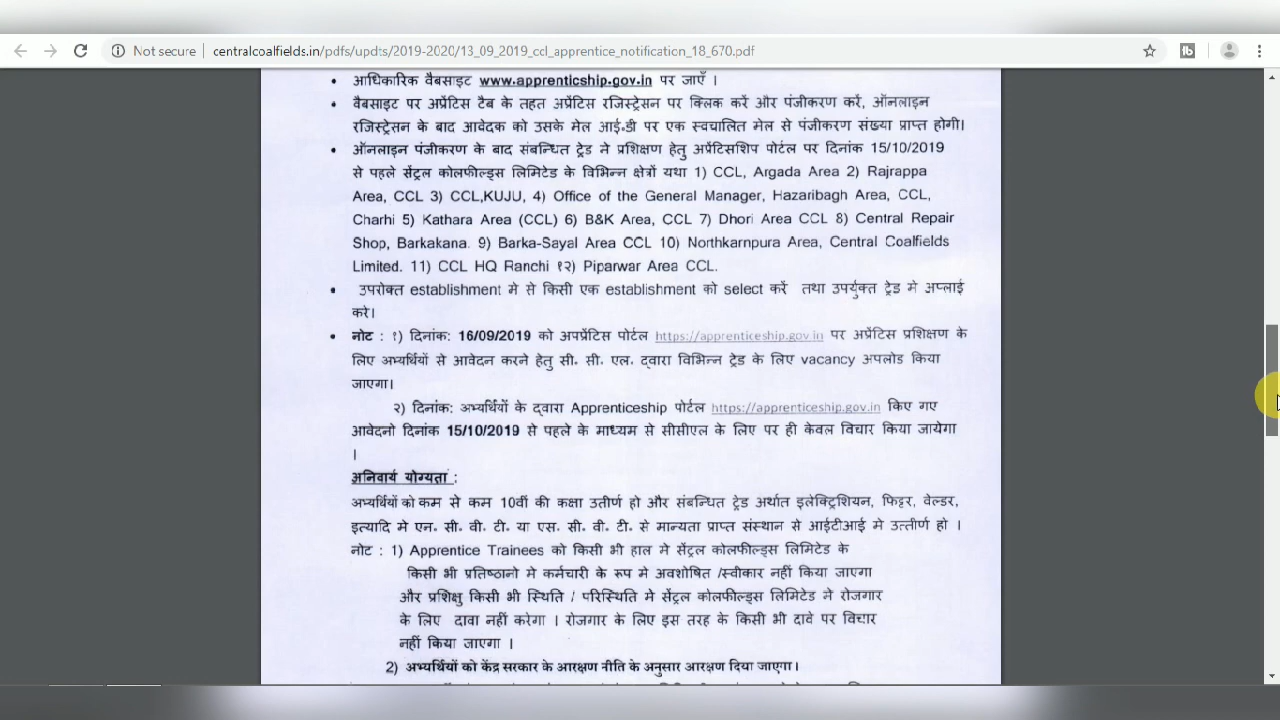 Not secure
centralcoalfields.in/pdfs/updts/2019-2020/13_09_2019_ccl_apprentice_notification_18_670.pdf
• आधिकारिक वैबसाइट www.apprenticship.gov.in पर जाएँ ।
• वैबसाइट पर अप्रेंटिस टैब के तहत अप्रेंटिस रजिस्ट्रेसन पर क्लिक करें और पंजीकरण करें, ऑनलाइन
रजिस्ट्रेसन के बाद आवेदक को उसके मेल आई.डी पर एक स्वचालित मेल से पंजीकरण संख्या प्राप्त होगी।
• ऑनलाइन पंजीकरण के बाद संबन्धित ट्रेड ने प्रशिक्षण हेतु अप्रेंटिसशिप पोर्टल पर दिनांक 15/10/2019
से पहले सेंट्रल कोलफील्ड्स लिमिटेड के विभिन्न क्षेत्रों यथा 1) CCL, Argada Area 2) Rajrappa
Area, CCL 3) CCL,KUJU, 4) Office of the General Manager, Hazaribagh Area, CCL,
Charhi 5) Kathara Area (CCL) 6) B&K Area, CCL 7) Dhori Area CCL 8) Central Repair
Shop, Barkakana. 9) Barka-Sayal Area CCL 10) Northkarnpura Area, Central Coalfields
Limited. 11) CCL HQ Ranchi १२) Piparwar Area CCL.
• उपरोक्त establishment मे से किसी एक establishment को select करें तथा उपर्युक्त ट्रेड मे अप्लाई
करे।
• नोट : १) दिनांक: 16/09/2019 को अपप्रेंटिस पोर्टल https://apprenticeship.gov.in पर अप्रेंटिस प्रशिक्षण के
लिए अभ्यर्थियों से आवेदन करने हेतु सी. सी. एल. द्वारा विभिन्न ट्रेड के लिए vacancy अपलोड किया
जाएगा।
२) दिनांक: अभ्यर्थियों के द्वारा Apprenticeship पोर्टल https://apprenticeship.gov.in किए गए
आवेदनो दिनांक 15/10/2019 से पहले के माध्यम से सीसीएल के लिए पर ही केवल विचार किया जायेगा
।
अनिवार्य योग्यता :
अभ्यर्थियों को कम से कम 10वीं की कक्षा उतीर्ण हो और संबन्धित ट्रेड अर्थात इलेक्ट्रिशियन, फिट्टर, वेल्डर,
इत्यादि मे एन. सी. वी. टी. या एस. सी. वी. टी. से मान्यता प्राप्त संस्थान से आईटीआई मे उत्तीर्ण हो ।
नोट : 1) Apprentice Trainees को किसी भी हाल मे सेंट्रल कोलफील्ड्स लिमिटेड के
किसी भी प्रतिष्ठानो मे कर्मचारी के रूप मे अवशोषित /स्वीकार नहीं किया जाएगा
और प्रशिक्षु किसी भी स्थिति / परिस्थिति मे सेंट्रल कोलफील्ड्स लिमिटेड ने रोजगार
के लिए दावा नहीं करेगा । रोजगार के लिए इस तरह के किसी भी दावे पर विचार
नहीं किया जाएगा ।
2) अभ्यर्थियों को केंद्र सरकार के आरक्षण नीति के अनुसार आरक्षण दिया जाएगा।